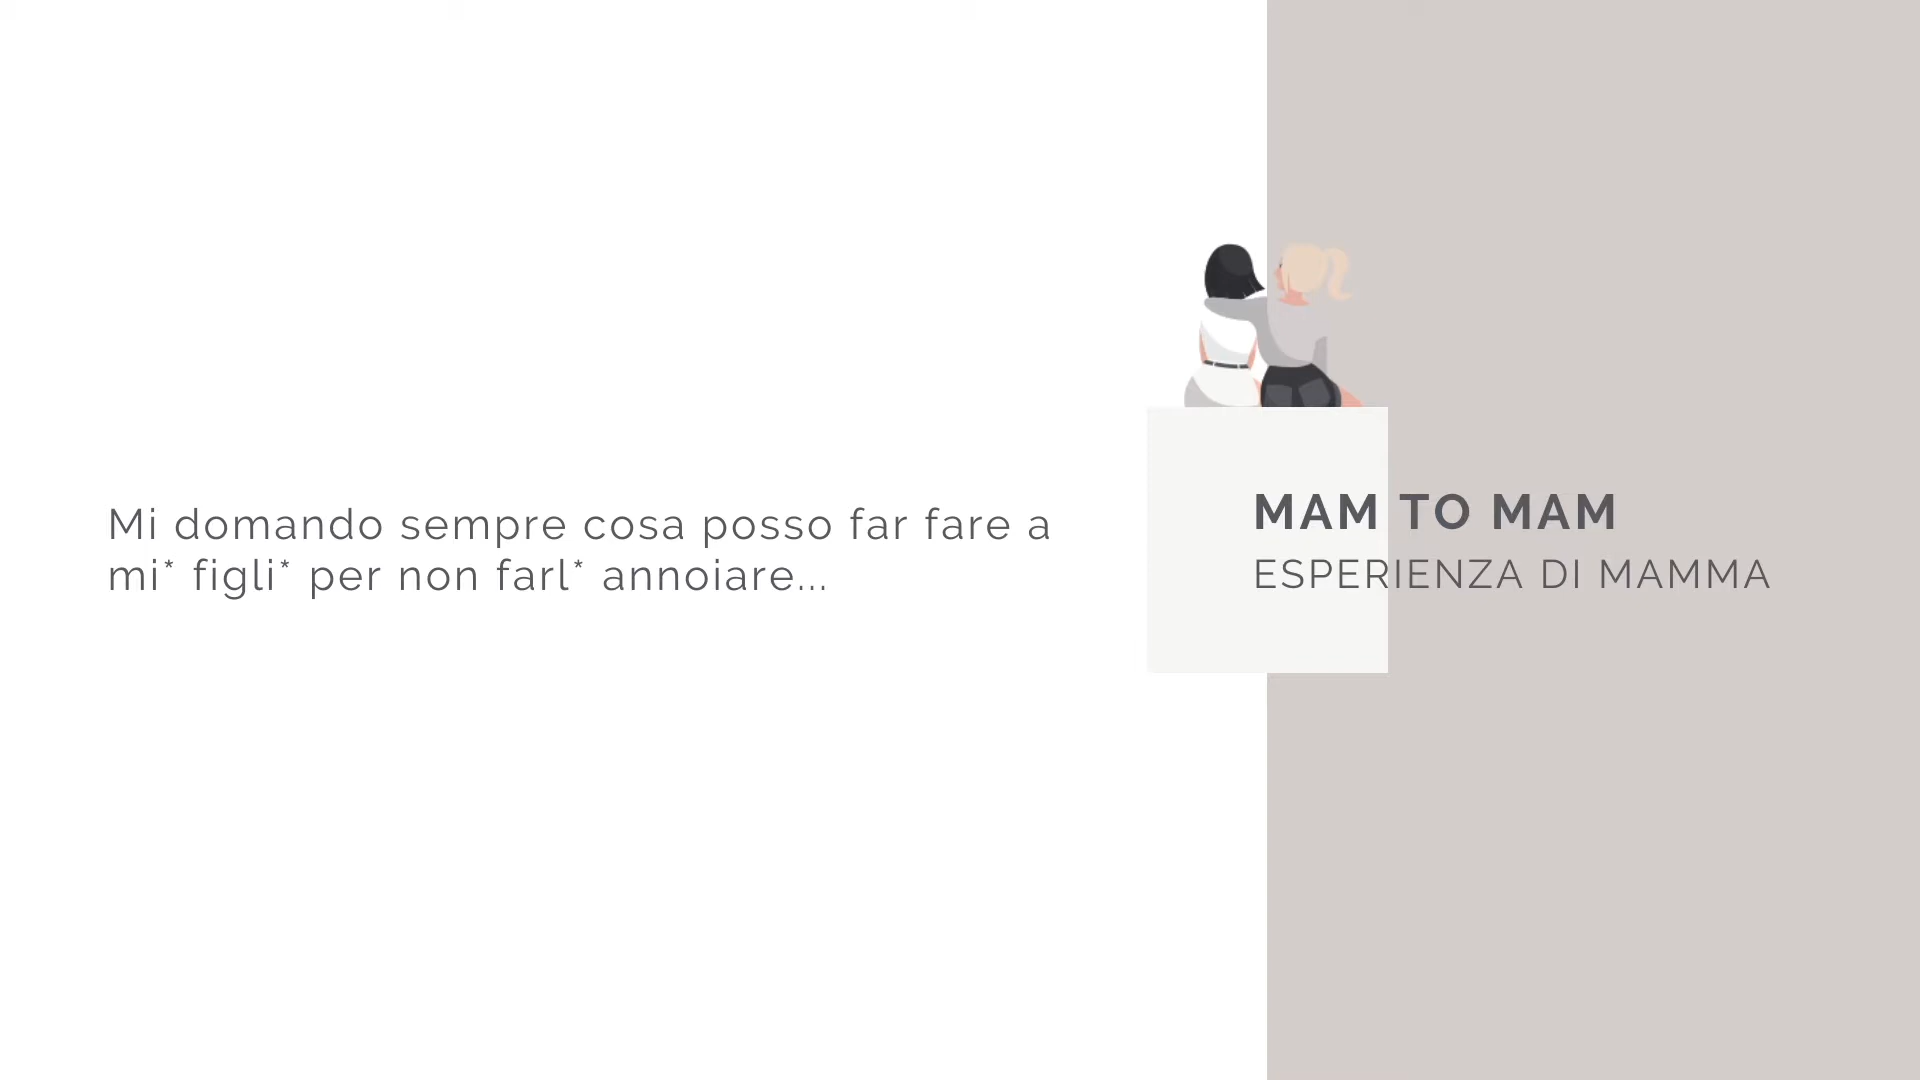 Mi domando sempre cosa posso far fare a
mi* figli* per non farl* annoiare...
MAM TO MAM
ESPERIENZA DI MAMMA